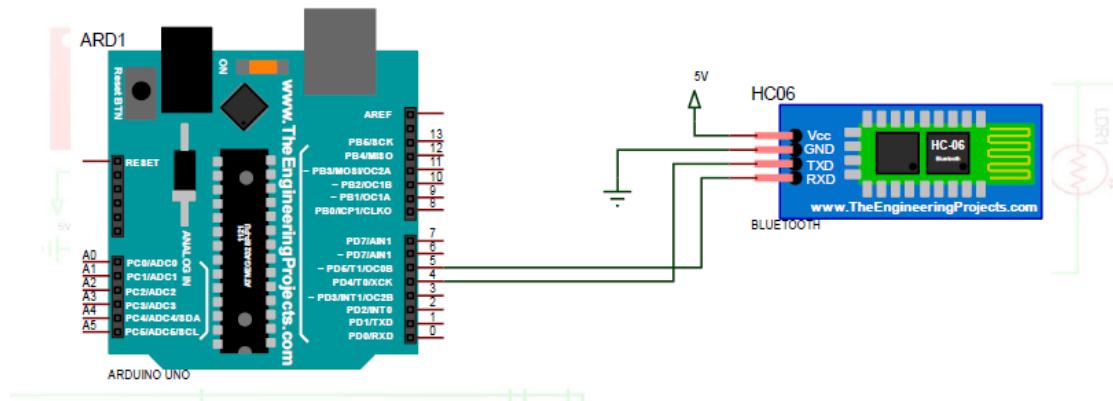 ARD1
Reset BTN
ON
www.TheEngineeringProjects.com
AREF
PB5/SCK 13
PB4/MISO 12
~ PB3/MOSI/OC2A 11
~ PB2/OC1B 10
~ PB1/OC1A 9
PB0/ICP1/CLKO 8
RESET
PD7/AIN1 7
~ PD7/AIN1 6
~ PD5/T1/OC0B 5
PD4/T0/XCK 4
~ PD3/INT1/OC2B 3
PD2/INT0 2
PD1/TXD 1
PD0/RXD 0
ANALOG IN
A0 PC0/ADC0
A1 PC1/ADC1
A2 PC2/ADC2
A3 PC3/ADC3
A4 PC4/ADC4/SDA
A5 PC5/ADC5/SCL
ARDUINO UNO
5V
5V
HC06
Vcc
GND
TXD
RXD
HC-06
Bluetooth
www.TheEngineeringProjects.com
BLUETOOTH
LDR1